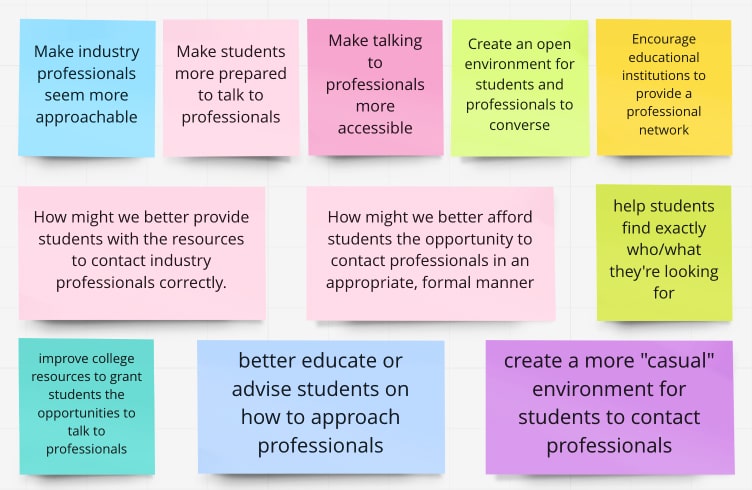 Make industry
professionals
seem more
approachable
Make students
more prepared
to talk to
professionals
Make talking
to
professionals
more
accessible
Create an open
environment for
students and
professionals to
converse
Encourage
educational
institutions to
provide a
professional
network
How might we better provide
students with the resources
to contact industry
professionals correctly.
How might we better afford
students the opportunity to
contact professionals in an
appropriate, formal manner
help students
find exactly
who/what
they're looking
for
improve college
resources to grant
students the
opportunities to
talk to
professionals
better educate or
advise students on
how to approach
professionals
create a more "casual"
environment for
students to contact
professionals